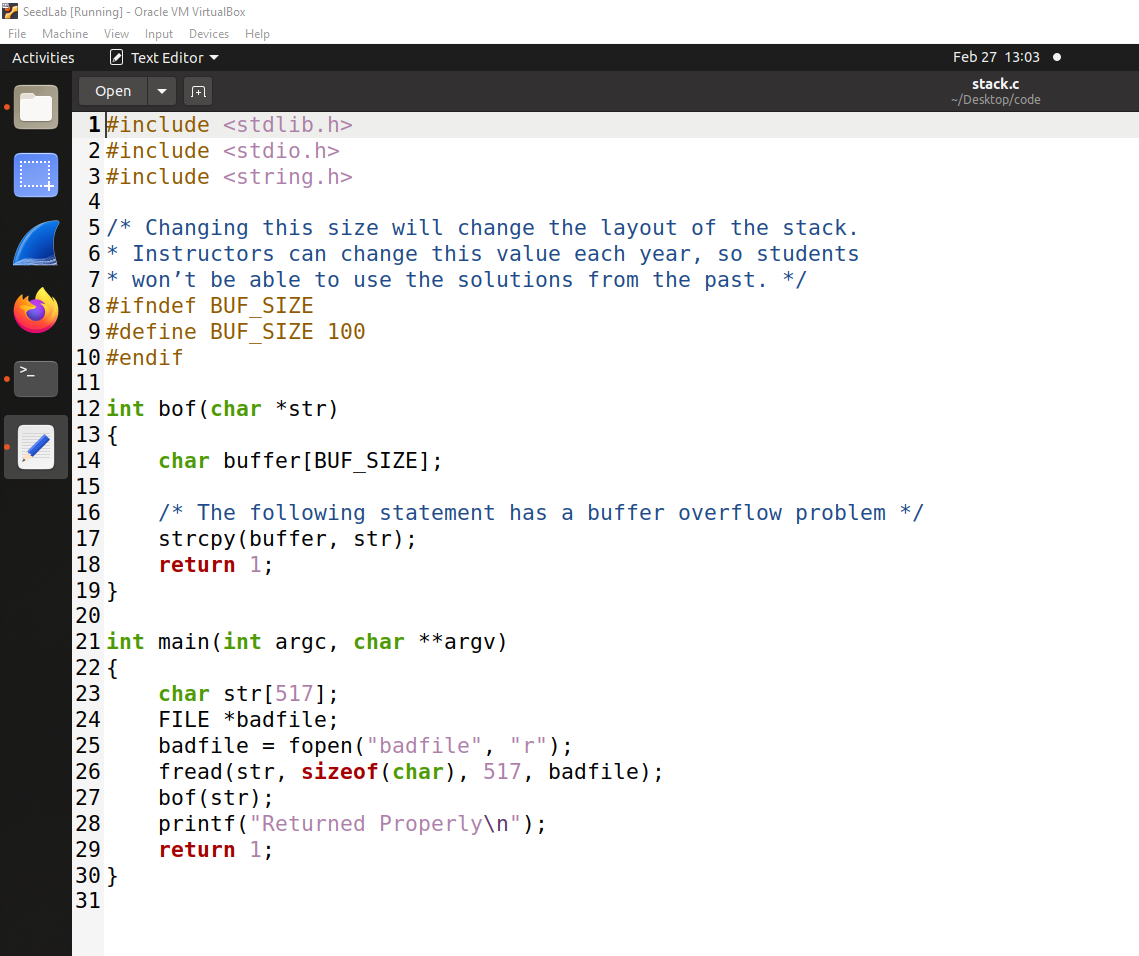 SeedLab [Running] - Oracle VM VirtualBox
File Machine View Input Devices Help
Activities Text Editor Feb 27 13:03
Open stack.c
~/Desktop/code
1 #include <stdlib.h>
2 #include <stdio.h>
3 #include <string.h>
4
5 /* Changing this size will change the layout of the stack.
6 * Instructors can change this value each year, so students
7 * won’t be able to use the solutions from the past. */
8 #ifndef BUF_SIZE
9 #define BUF_SIZE 100
10 #endif
11
12 int bof(char *str)
13 {
14     char buffer[BUF_SIZE];
15
16     /* The following statement has a buffer overflow problem */
17     strcpy(buffer, str);
18     return 1;
19 }
20
21 int main(int argc, char **argv)
22 {
23     char str[517];
24     FILE *badfile;
25     badfile = fopen("badfile", "r");
26     fread(str, sizeof(char), 517, badfile);
27     bof(str);
28     printf("Returned Properly\n");
29     return 1;
30 }
31